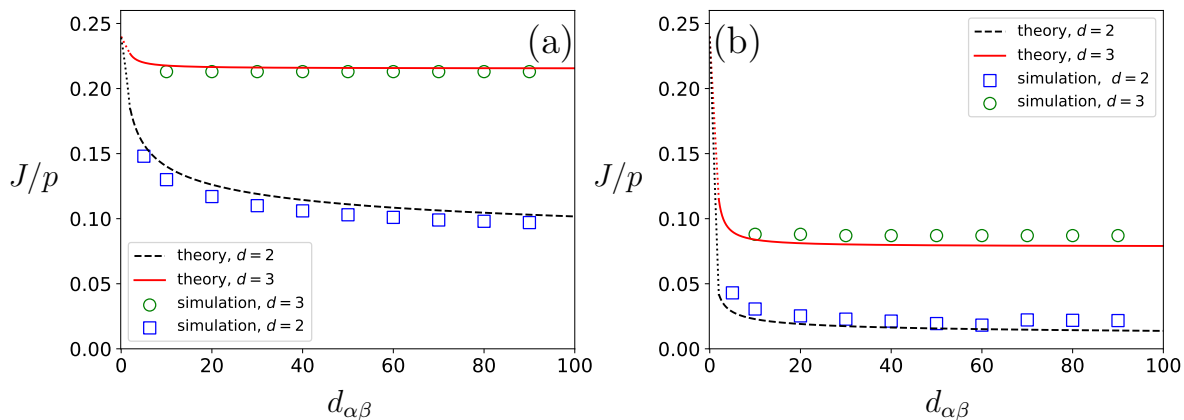 (a)
J/p
0.25
0.20
0.15
0.10
0.05
0.00
theory, d = 2
theory, d = 3
simulation, d = 3
simulation, d = 2
0 20 40 60 80 100
d_{αβ}
(b)
J/p
0.25
0.20
0.15
0.10
0.05
0.00
theory, d = 2
theory, d = 3
simulation, d = 2
simulation, d = 3
0 20 40 60 80 100
d_{αβ}